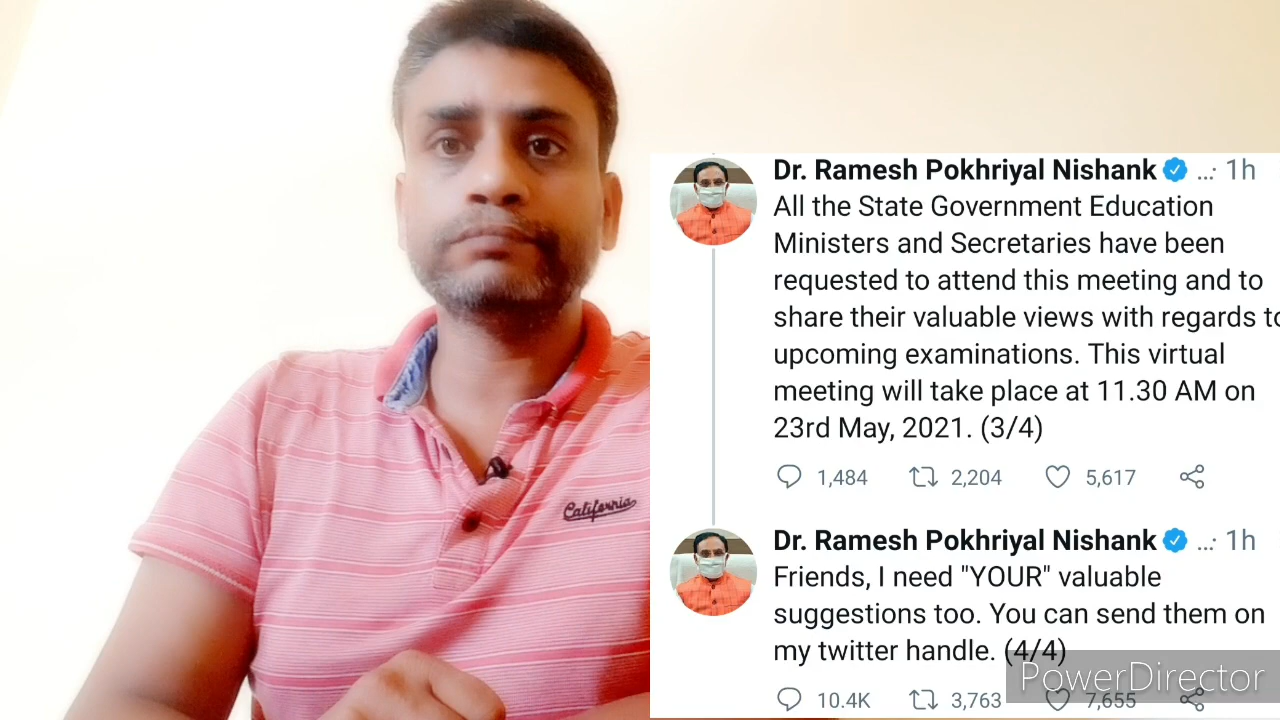 Dr. Ramesh Pokhriyal Nishank ... · 1h
All the State Government Education
Ministers and Secretaries have been
requested to attend this meeting and to
share their valuable views with regards to
upcoming examinations. This virtual
meeting will take place at 11.30 AM on
23rd May, 2021. (3/4)
1,484 2,204 5,617
California
Dr. Ramesh Pokhriyal Nishank ... · 1h
Friends, I need "YOUR" valuable
suggestions too. You can send them on
my twitter handle. (4/4)
PowerDirector
10.4K 3,763 7,655